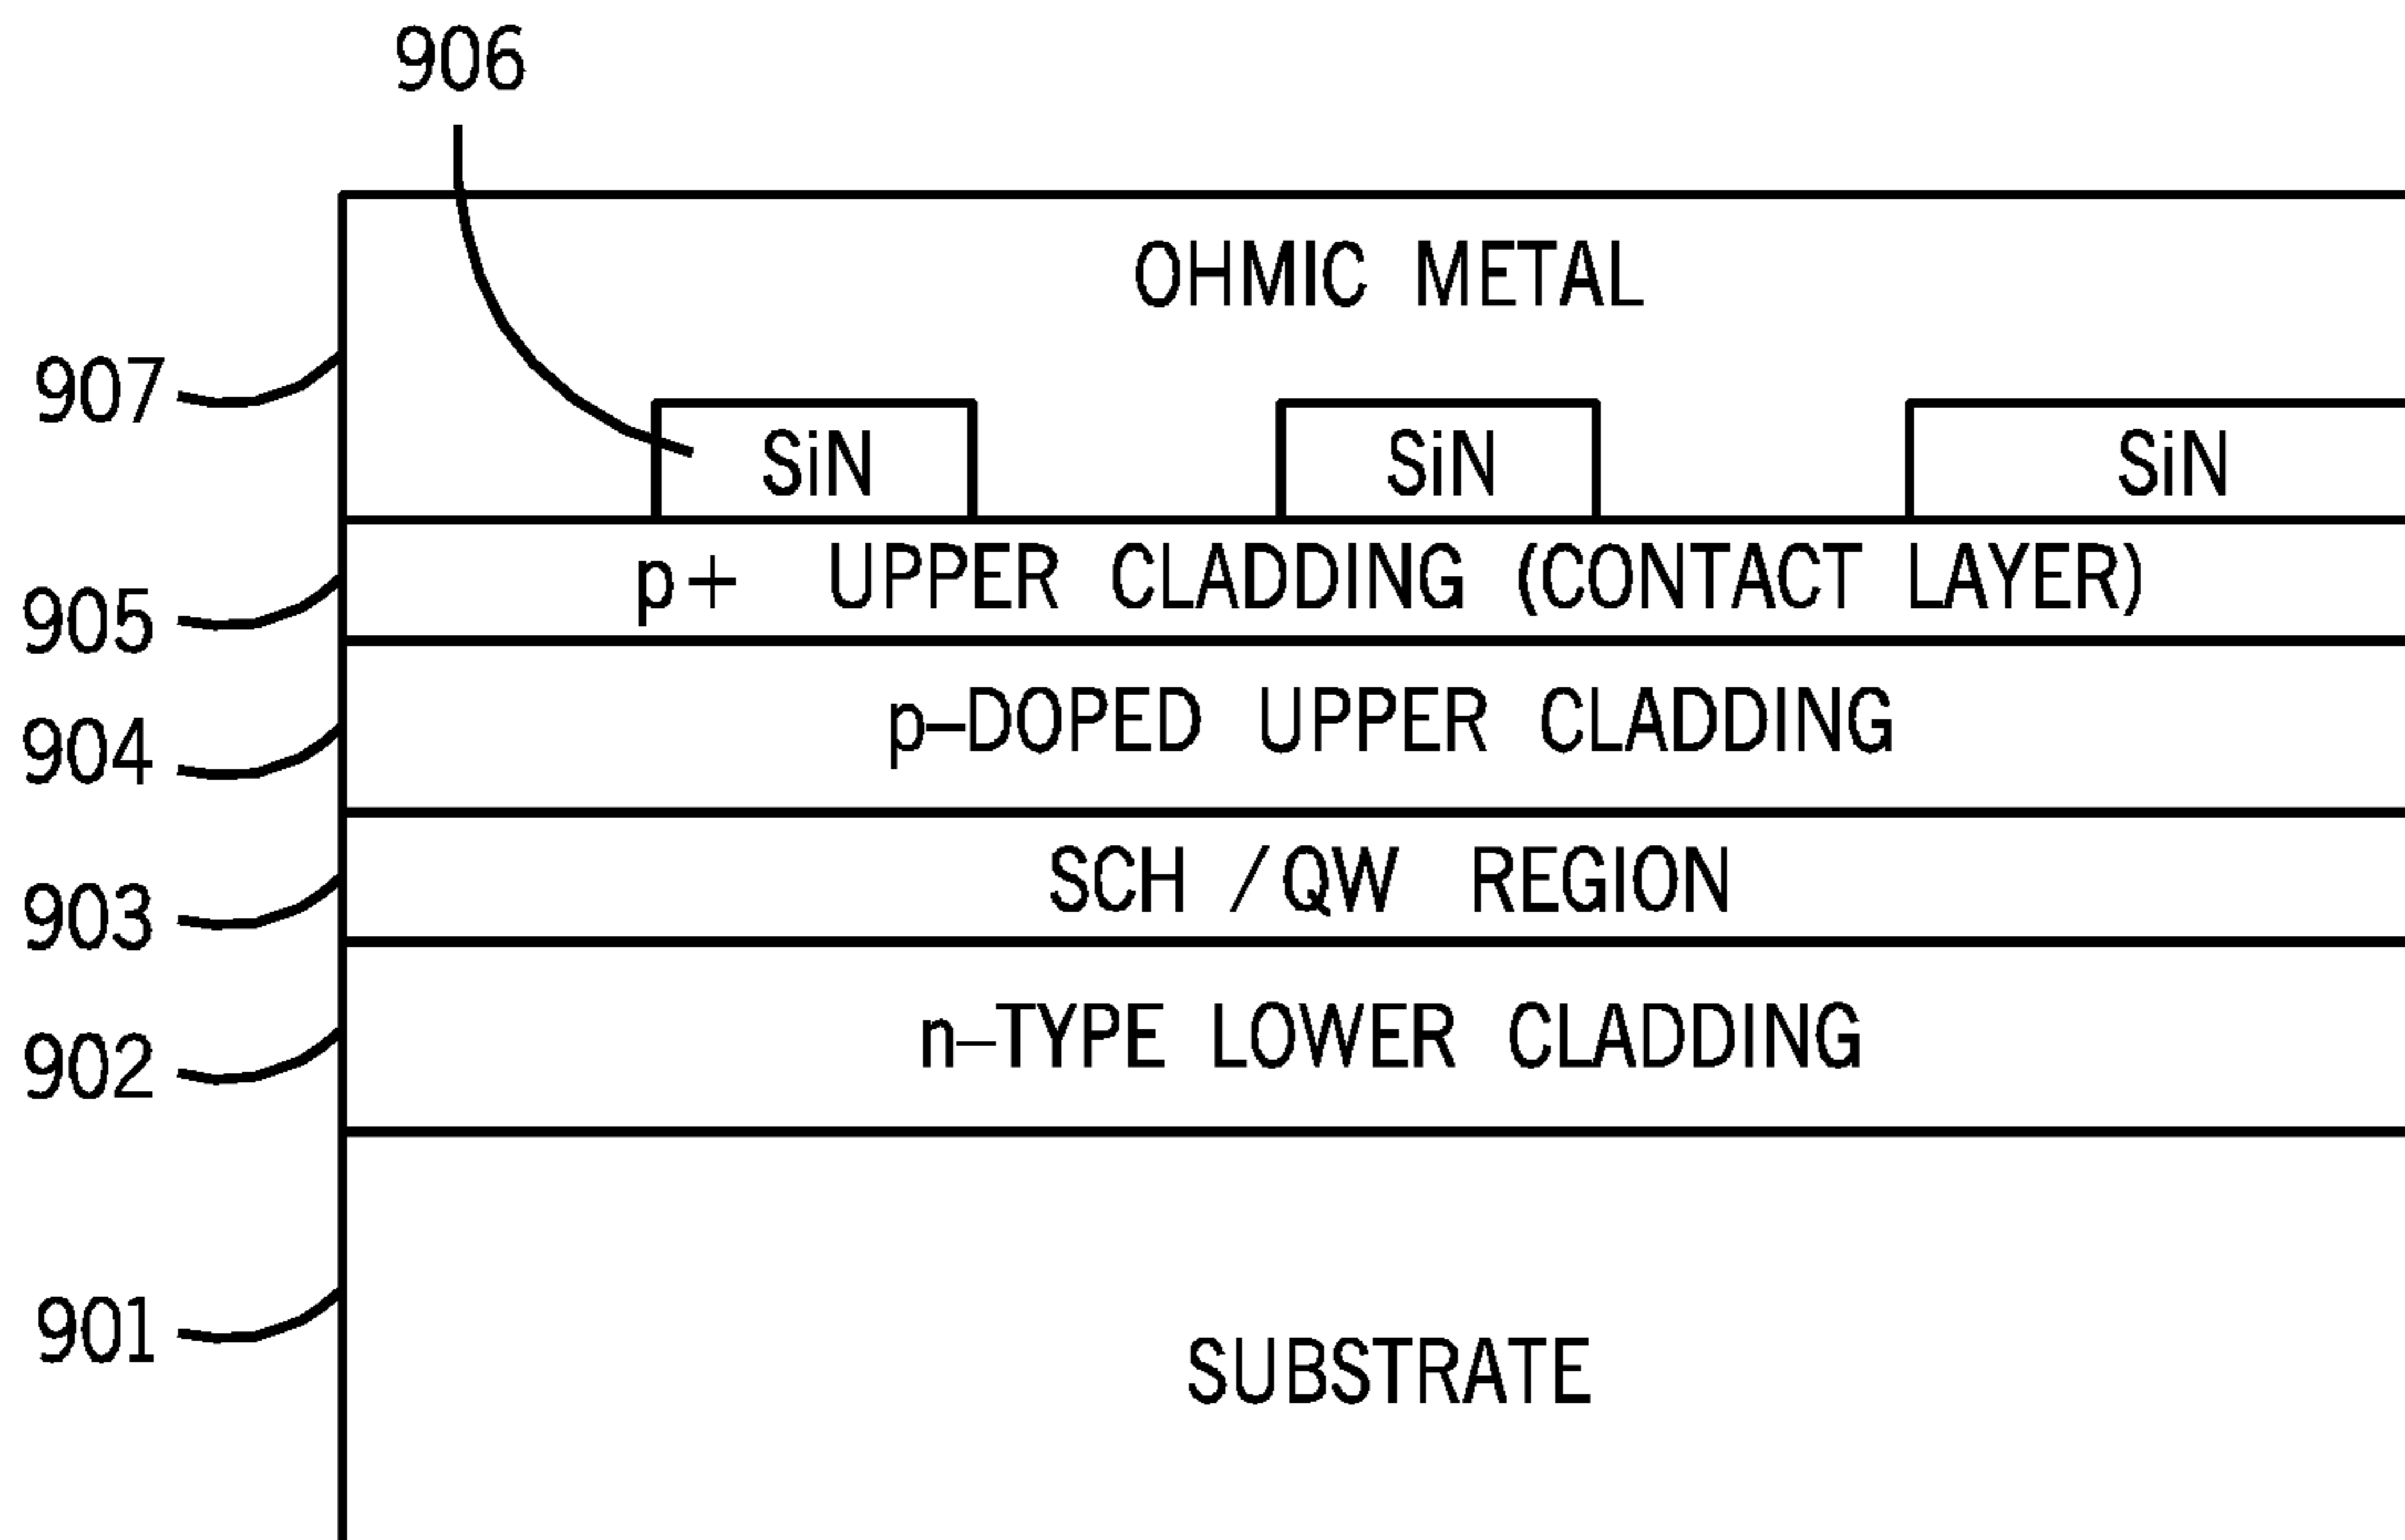 906
OHMIC METAL
907
SiN SiN SiN
p+ UPPER CLADDING (CONTACT LAYER)
905
p-DOPED UPPER CLADDING
904
SCH /QW REGION
903
n-TYPE LOWER CLADDING
902
901
SUBSTRATE